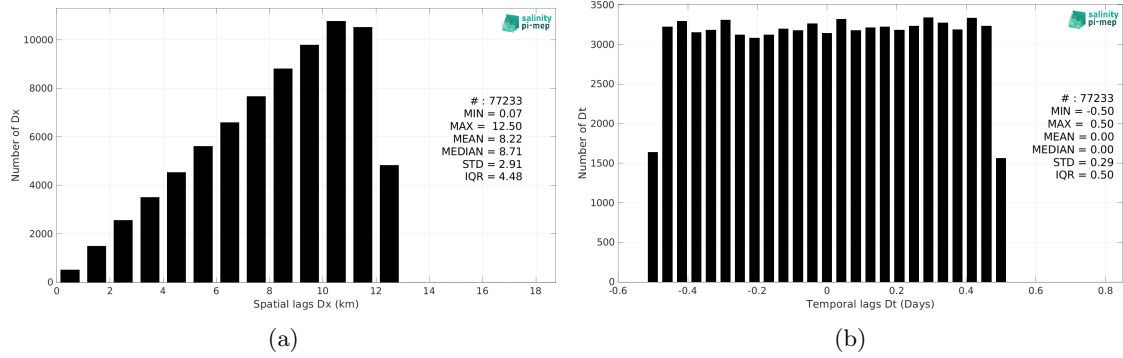 10000
8000
6000
4000
2000
0
Number of Dx
0 2 4 6 8 10 12 14 16 18
Spatial lags Dx (km)
salinity
pi-mep
# : 77233
MIN = 0.07
MAX = 12.50
MEAN = 8.22
MEDIAN = 8.71
STD = 2.91
IQR = 4.48
(a)
3500
3000
2500
2000
1500
1000
500
0
Number of Dt
-0.6 -0.4 -0.2 0 0.2 0.4 0.6 0.8
Temporal lags Dt (Days)
salinity
pi-mep
# : 77233
MIN = -0.50
MAX = 0.50
MEAN = 0.00
MEDIAN = 0.00
STD = 0.29
IQR = 0.50
(b)